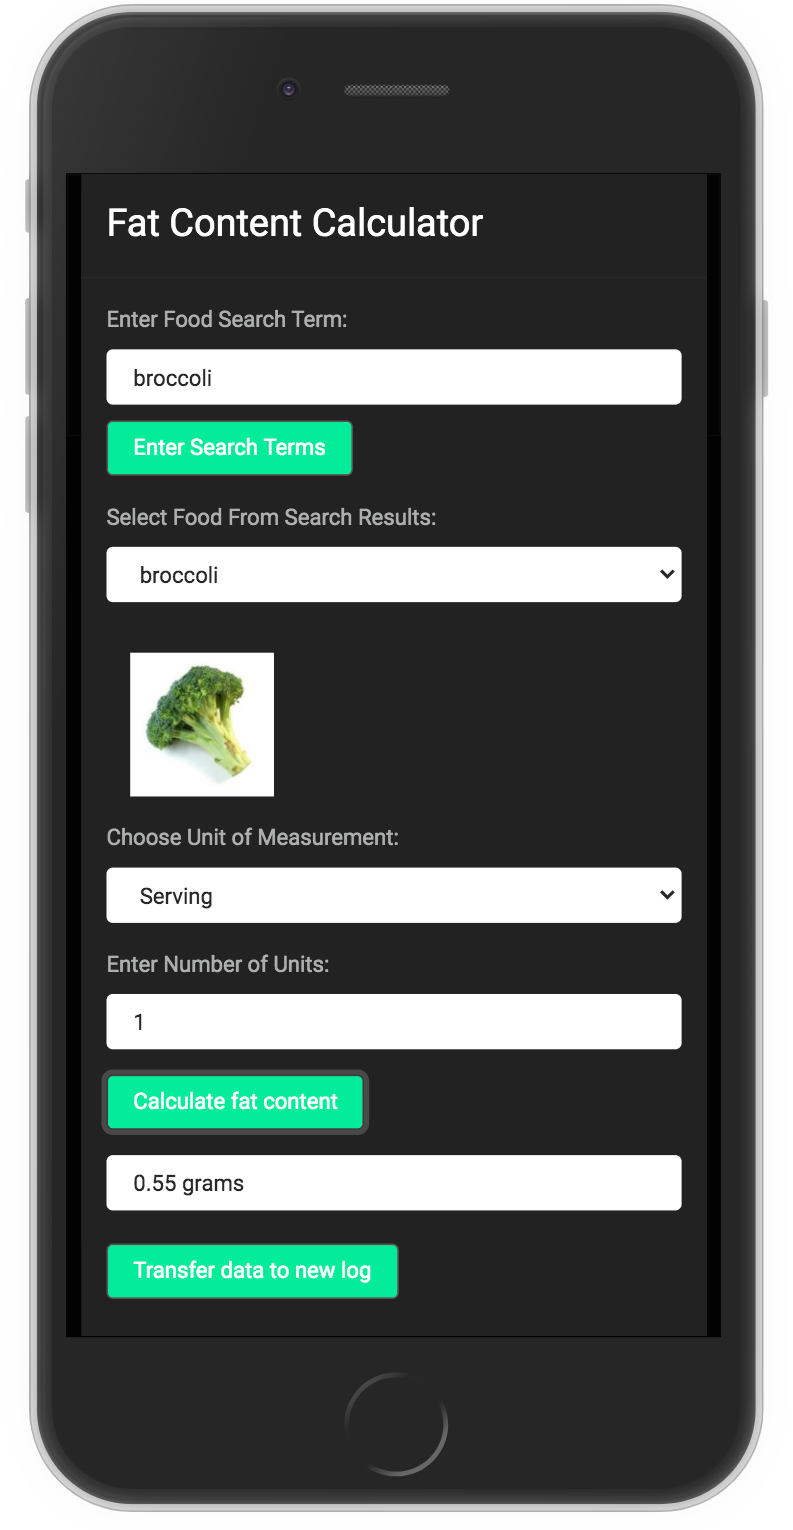 Fat Content Calculator
Enter Food Search Term:
broccoli
Enter Search Terms
Select Food From Search Results:
broccoli
Choose Unit of Measurement:
Serving
Enter Number of Units:
1
Calculate fat content
0.55 grams
Transfer data to new log